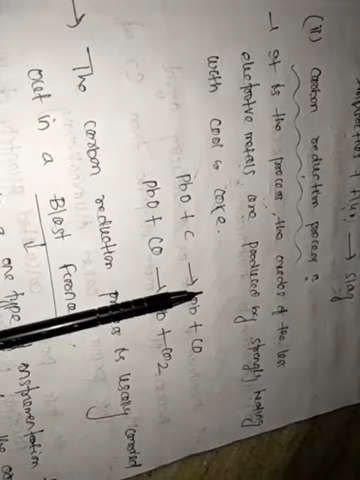 → slag
(ii) Carbon reduction process:
- It is the process, the oxides of the less
electropositive metals are produced by strongly heating
with coal or coke.
PbO + C → Pb + CO
PbO + CO → Pb + CO2
→ The carbon reduction process is usually carried
out in a Blast furnace.
one type instrumentation